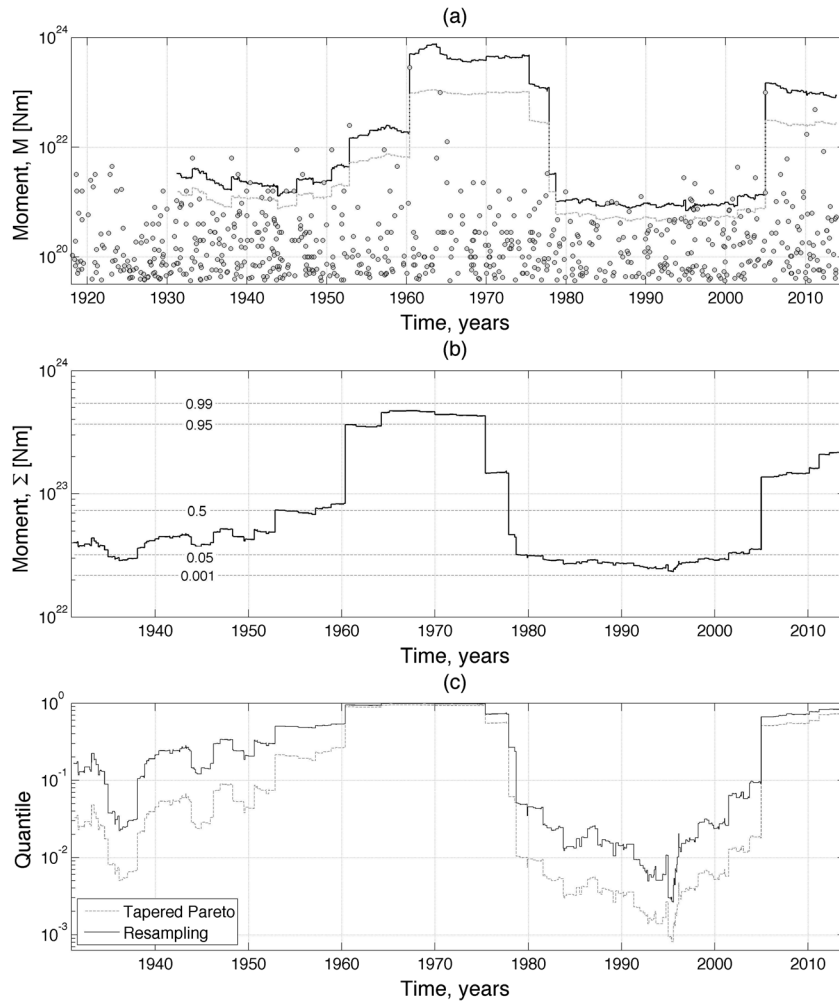 (a)
10^24
10^22
10^20
Moment, M [Nm]
1920 1930 1940 1950 1960 1970 1980 1990 2000 2010
Time, years
(b)
10^24
10^23
10^22
Moment, Σ [Nm]
0.99
0.95
0.5
0.05
0.001
1940 1950 1960 1970 1980 1990 2000 2010
Time, years
(c)
10^0
10^-1
10^-2
10^-3
Quantile
Tapered Pareto
Resampling
1940 1950 1960 1970 1980 1990 2000 2010
Time, years